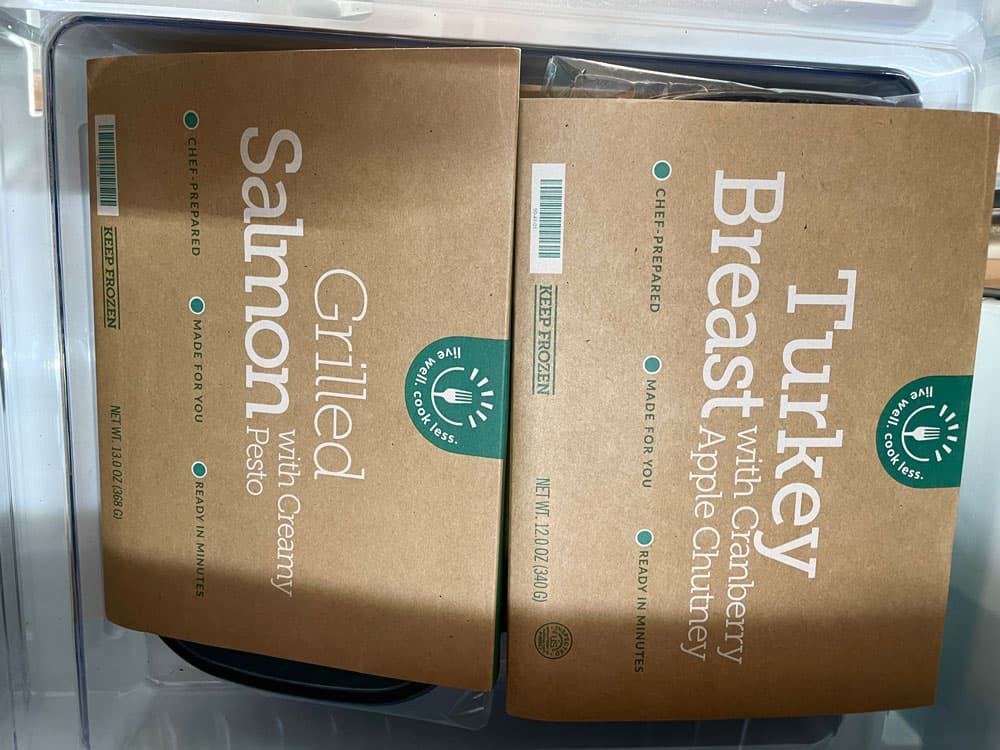 live well. cook less.
Turkey
Breast with Cranberry
Apple Chutney
CHEF-PREPARED MADE FOR YOU READY IN MINUTES
KEEP FROZEN NET WT. 12.0 OZ (340 G)
live well. cook less.
Grilled
Salmon with Creamy
Pesto
CHEF-PREPARED MADE FOR YOU READY IN MINUTES
KEEP FROZEN NET WT. 13.0 OZ (368 G)